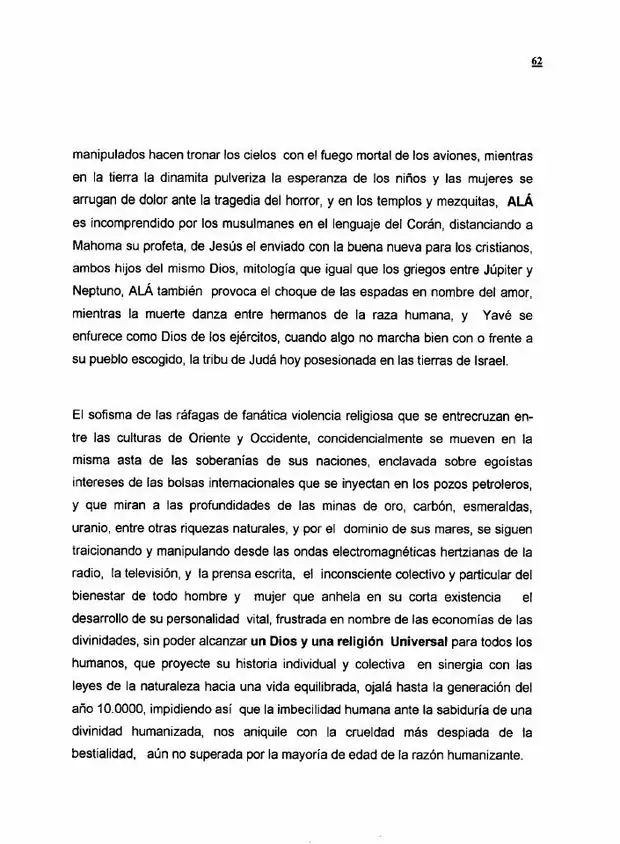 62
manipulados hacen tronar los cielos con el fuego mortal de los aviones, mientras
en la tierra la dinamita pulveriza la esperanza de los niños y las mujeres se
arrugan de dolor ante la tragedia del horror, y en los templos y mezquitas, ALÁ
es incomprendido por los musulmanes en el lenguaje del Corán, distanciando a
Mahoma su profeta, de Jesús el enviado con la buena nueva para los cristianos,
ambos hijos del mismo Dios, mitología que igual que los griegos entre Júpiter y
Neptuno, ALÁ también provoca el choque de las espadas en nombre del amor,
mientras la muerte danza entre hermanos de la raza humana, y Yavé se
enfurece como Dios de los ejércitos, cuando algo no marcha bien con o frente a
su pueblo escogido, la tribu de Judá hoy posesionada en las tierras de Israel.
El sofisma de las ráfagas de fanática violencia religiosa que se entrecruzan en-
tre las culturas de Oriente y Occidente, concidencialmente se mueven en la
misma asta de las soberanías de sus naciones, enclavada sobre egoístas
intereses de las bolsas internacionales que se inyectan en los pozos petroleros,
y que miran a las profundidades de las minas de oro, carbón, esmeraldas,
uranio, entre otras riquezas naturales, y por el dominio de sus mares, se siguen
traicionando y manipulando desde las ondas electromagnéticas hertzianas de la
radio, la televisión, y la prensa escrita, el inconsciente colectivo y particular del
bienestar de todo hombre y mujer que anhela en su corta existencia el
desarrollo de su personalidad vital, frustrada en nombre de las economías de las
divinidades, sin poder alcanzar un Dios y una religión Universal para todos los
humanos, que proyecte su historia individual y colectiva en sinergia con las
leyes de la naturaleza hacia una vida equilibrada, ojalá hasta la generación del
año 10.0000, impidiendo así que la imbecilidad humana ante la sabiduría de una
divinidad humanizada, nos aniquile con la crueldad más despiada de la
bestialidad, aún no superada por la mayoría de edad de la razón humanizante.